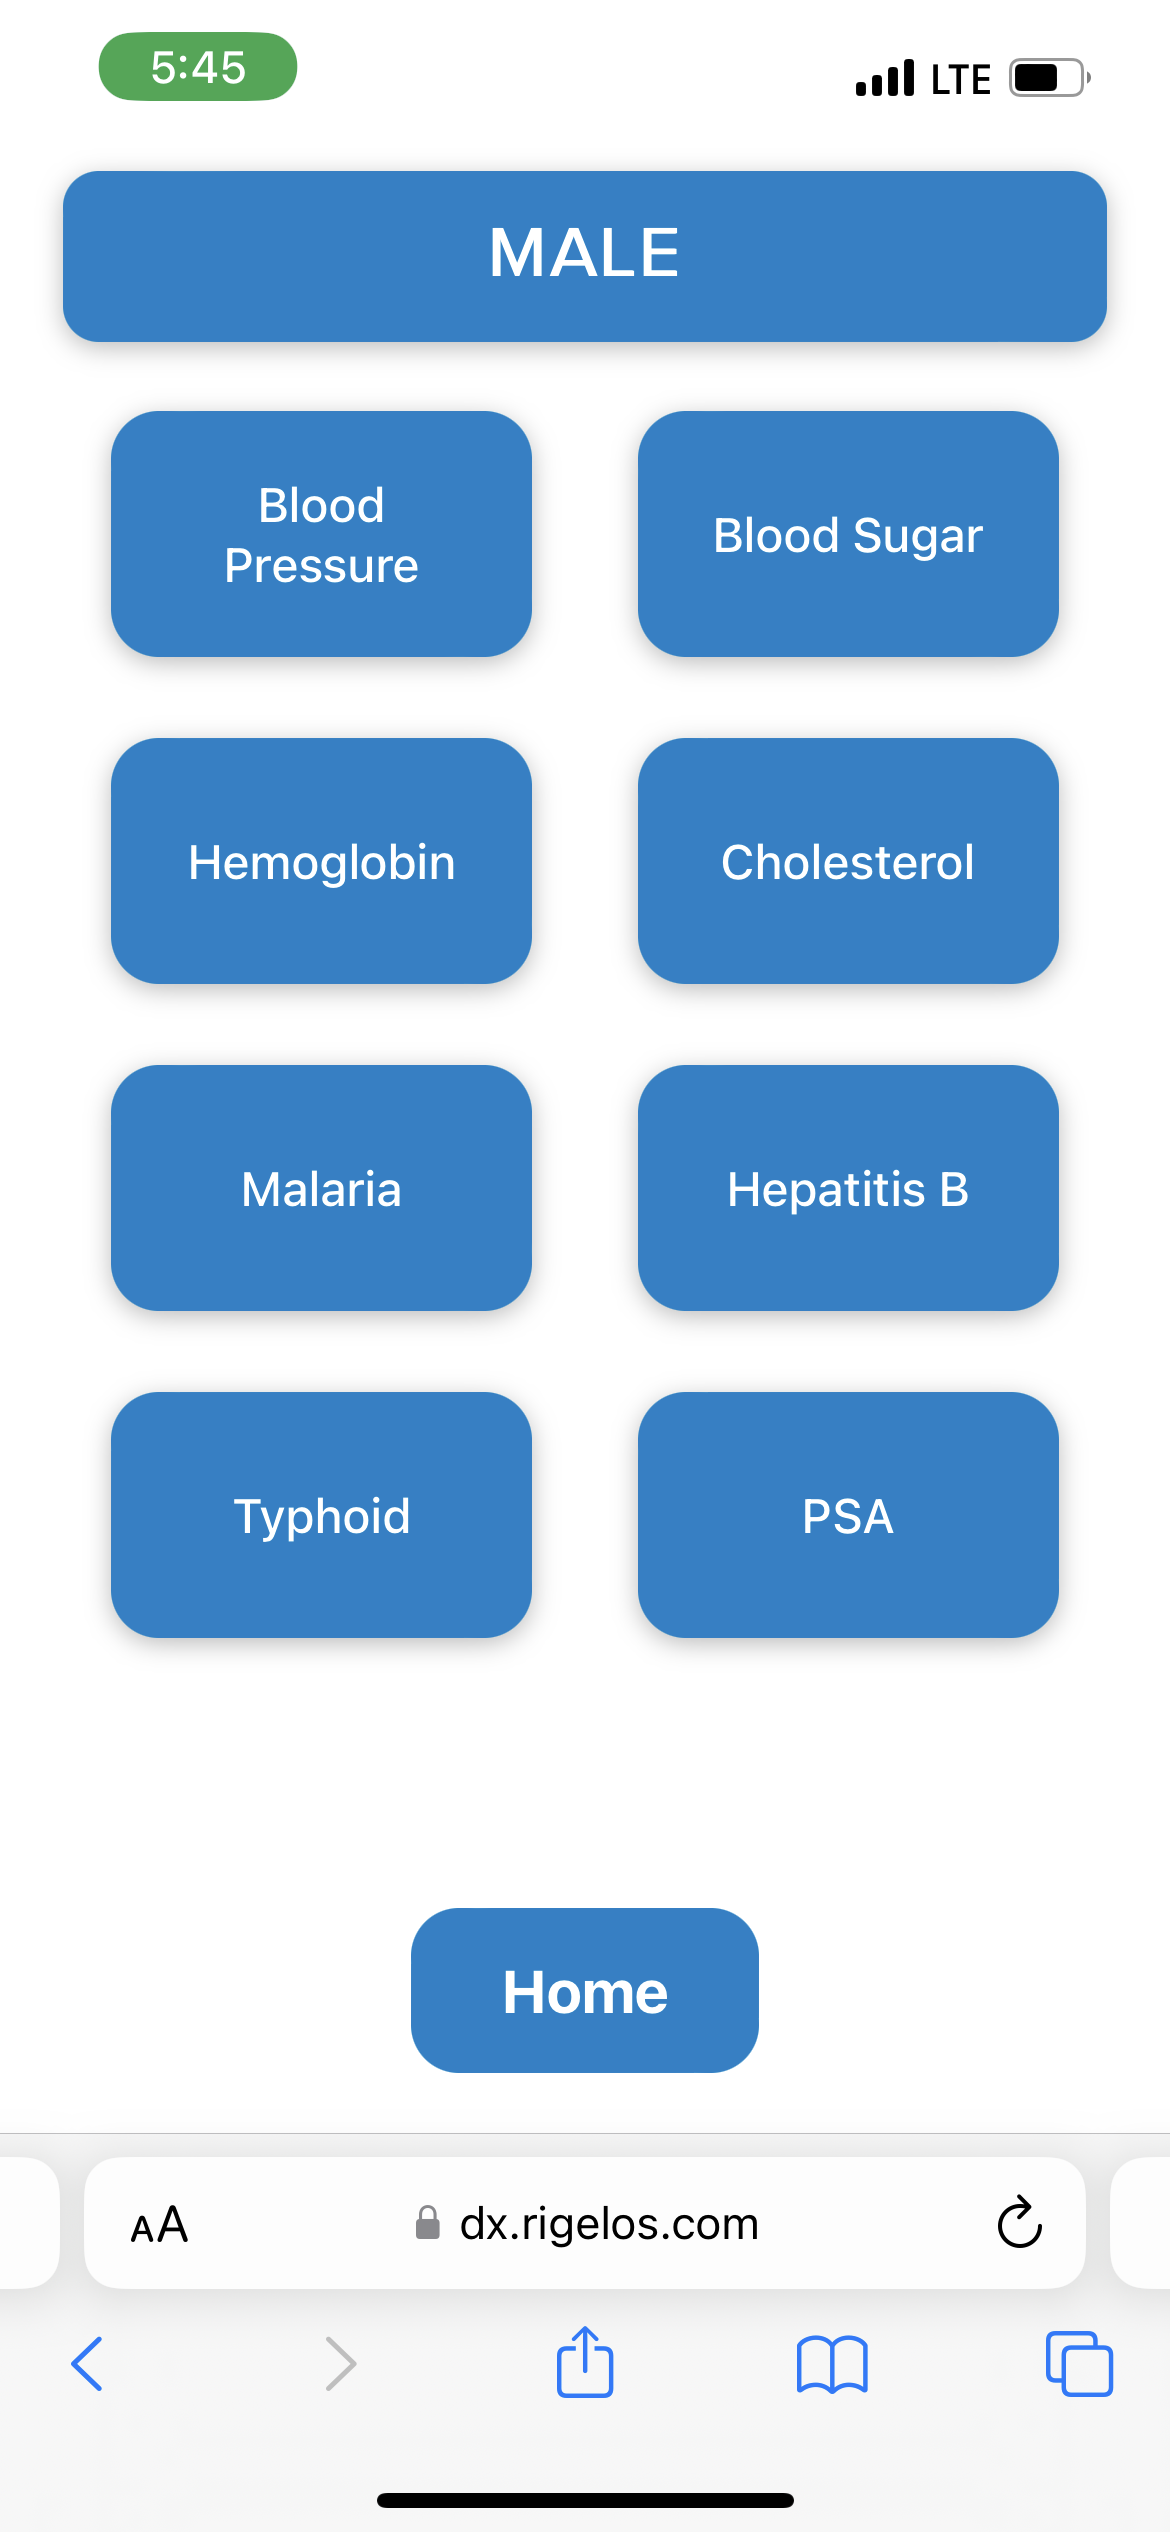 5:45
LTE
MALE
Blood
Pressure
Blood Sugar
Hemoglobin
Cholesterol
Malaria
Hepatitis B
Typhoid
PSA
Home
AA
dx.rigelos.com